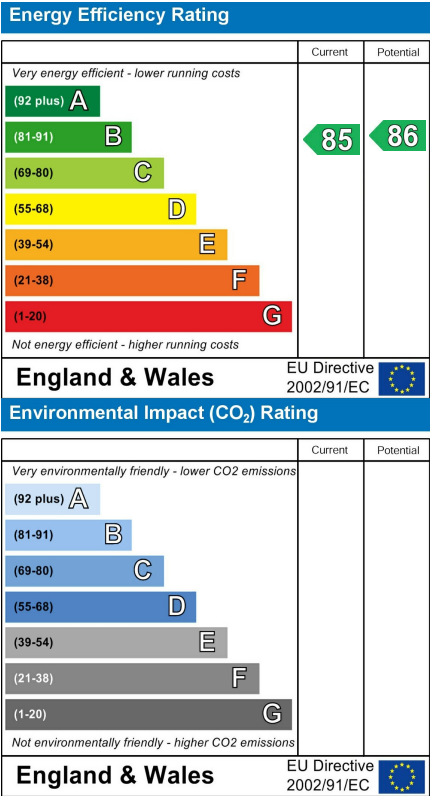 Energy Efficiency Rating
Current Potential
Very energy efficient - lower running costs
(92 plus) A
(81-91) B
85 86
(69-80) C
(55-68) D
(39-54) E
(21-38) F
(1-20) G
Not energy efficient - higher running costs
England & Wales
EU Directive
2002/91/EC
Environmental Impact (CO₂) Rating
Current Potential
Very environmentally friendly - lower CO2 emissions
(92 plus) A
(81-91) B
(69-80) C
(55-68) D
(39-54) E
(21-38) F
(1-20) G
Not environmentally friendly - higher CO2 emissions
England & Wales
EU Directive
2002/91/EC